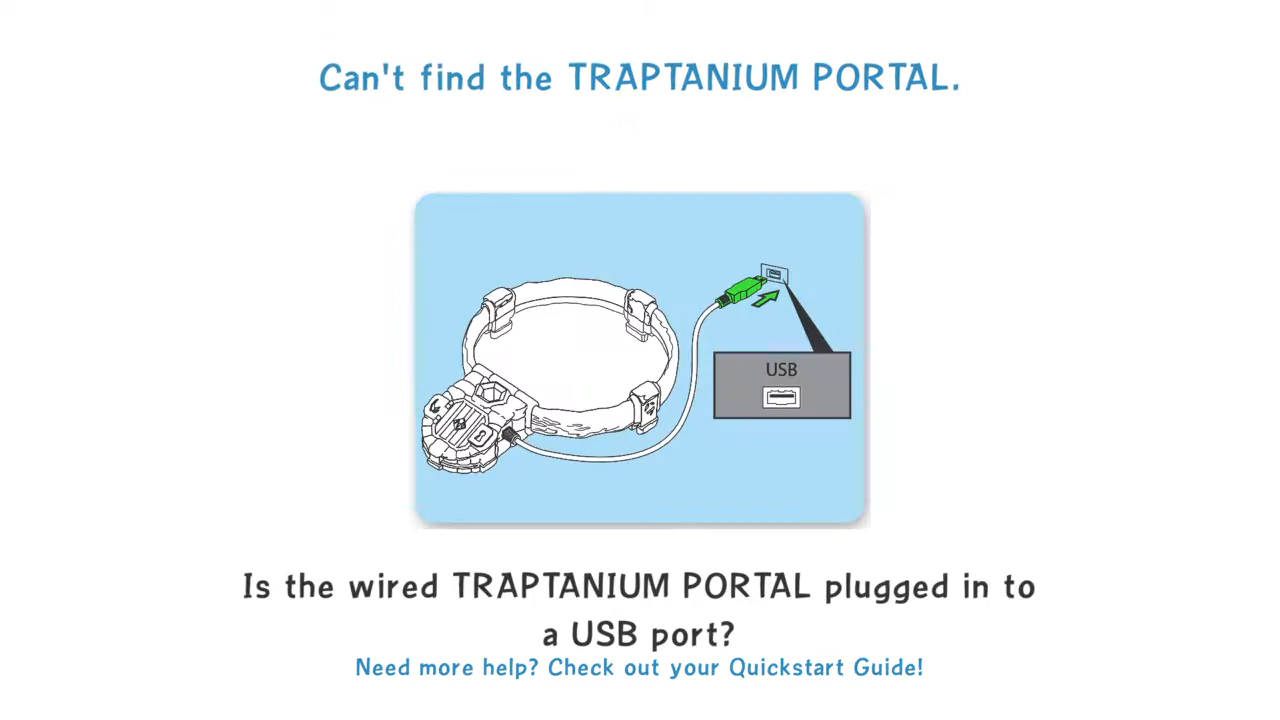 Can't find the TRAPTANIUM PORTAL.
USB
Is the wired TRAPTANIUM PORTAL plugged in to
a USB port?
Need more help? Check out your Quickstart Guide!